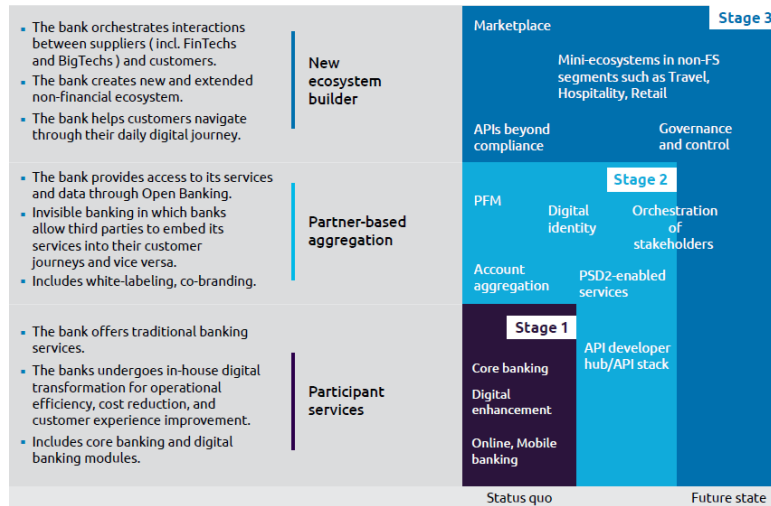 ▪ The bank orchestrates interactions
between suppliers ( incl. FinTechs
and BigTechs ) and customers.
▪ The bank creates new and extended
non-financial ecosystem.
▪ The bank helps customers navigate
through their daily digital journey.
New
ecosystem
builder
Stage 3
Marketplace
Mini-ecosystems in non-FS
segments such as Travel,
Hospitality, Retail
APIs beyond
compliance
Governance
and control
▪ The bank provides access to its services
and data through Open Banking.
▪ Invisible banking in which banks
allow third parties to embed its
services into their customer
journeys and vice versa.
▪ Includes white-labeling, co-branding.
Partner-based
aggregation
Stage 2
PFM
Digital
identity
Orchestration
of
stakeholders
Account
aggregation
PSD2-enabled
services
▪ The bank offers traditional banking
services.
▪ The banks undergoes in-house digital
transformation for operational
efficiency, cost reduction, and
customer experience improvement.
▪ Includes core banking and digital
banking modules.
Participant
services
Stage 1
Core banking
Digital
enhancement
Online, Mobile
banking
API developer
hub/API stack
Status quo
Future state